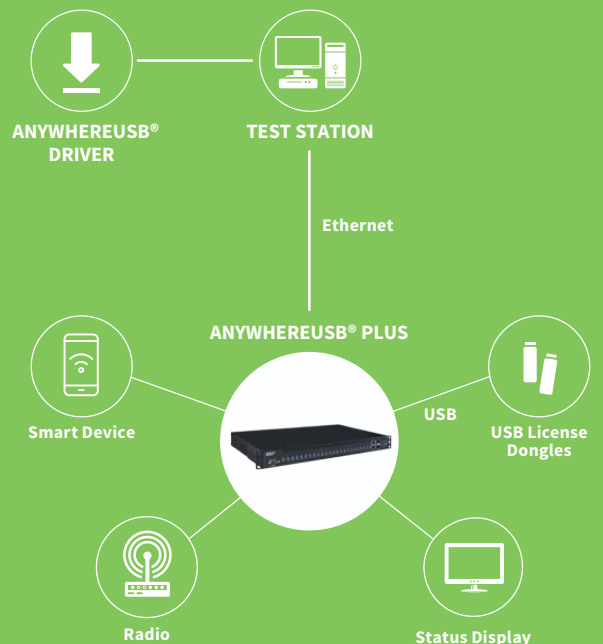 ANYWHEREUSB®
DRIVER
TEST STATION
Ethernet
ANYWHEREUSB® PLUS
Smart Device
USB
USB License
Dongles
Radio
Status Display